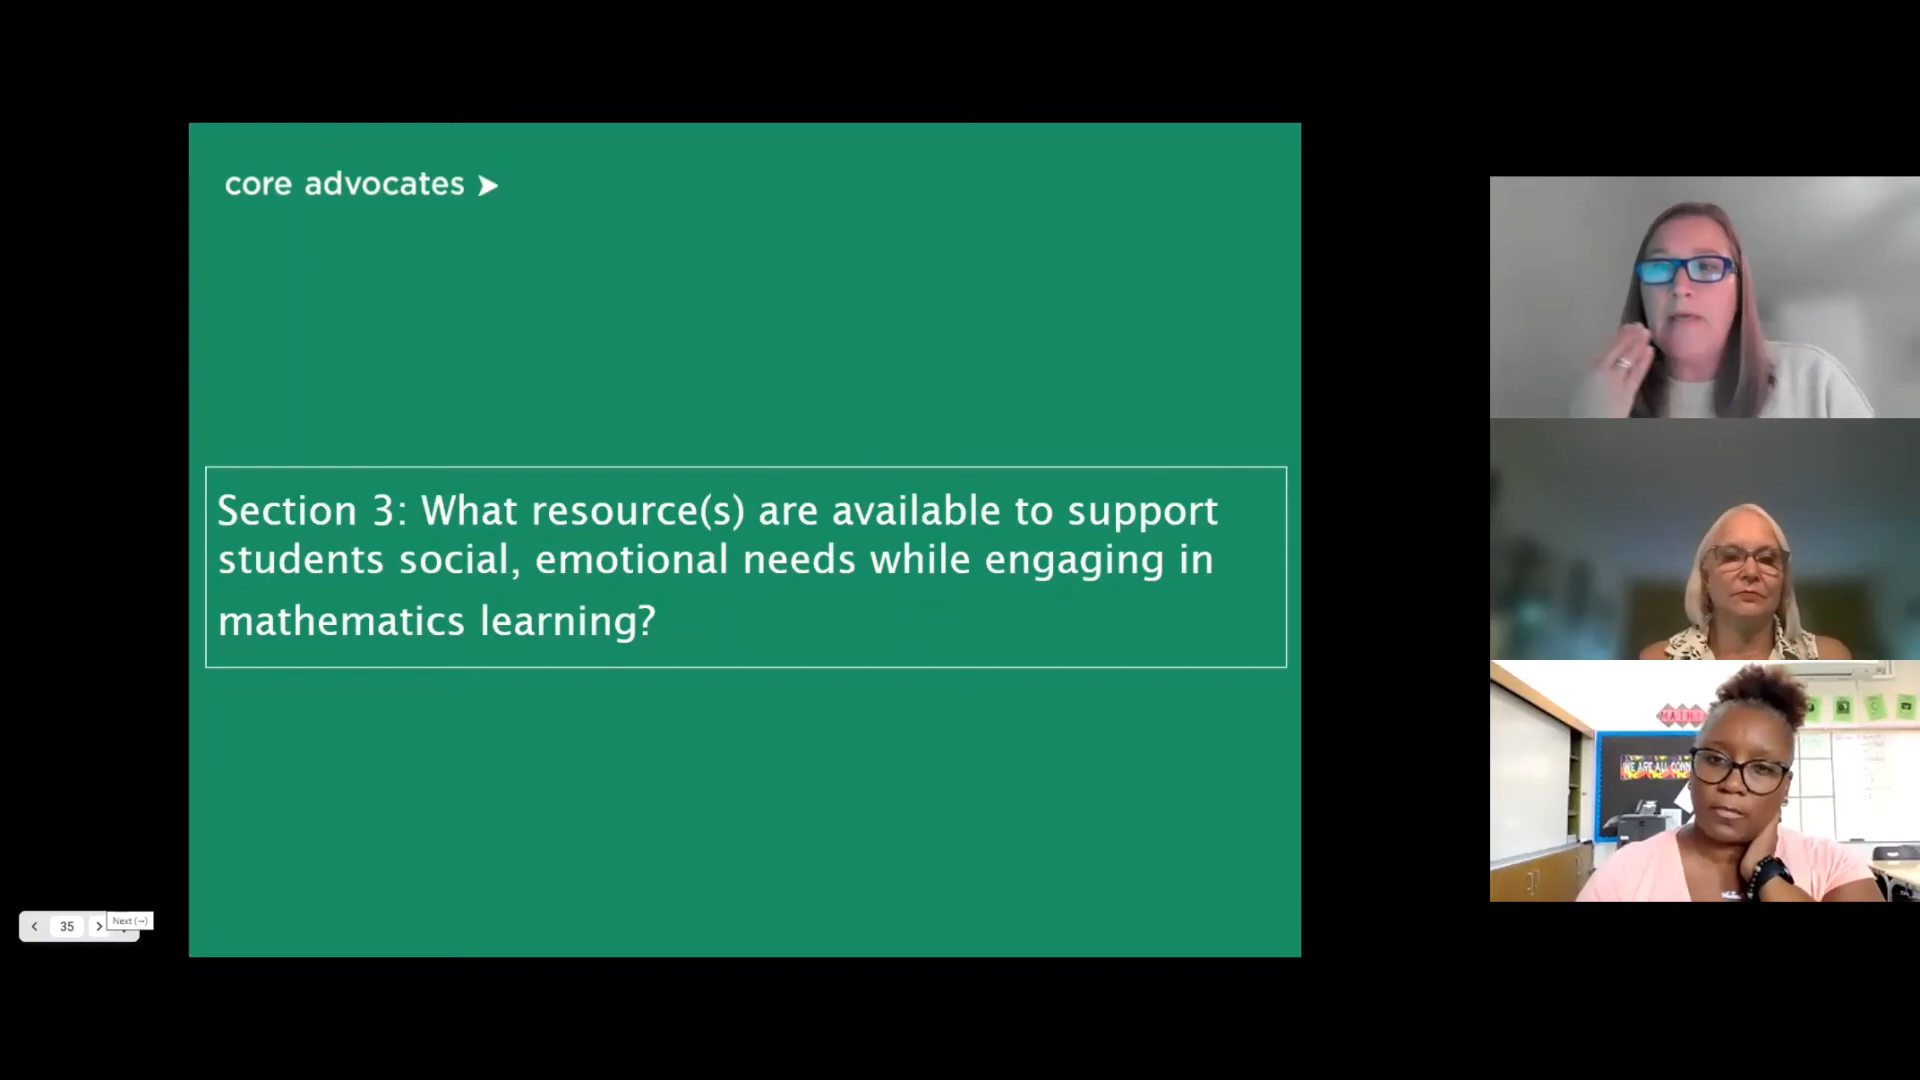 core advocates
Section 3: What resource(s) are available to support
students social, emotional needs while engaging in
mathematics learning?
MATH
WE ARE ALL CONN
35
Next (→)